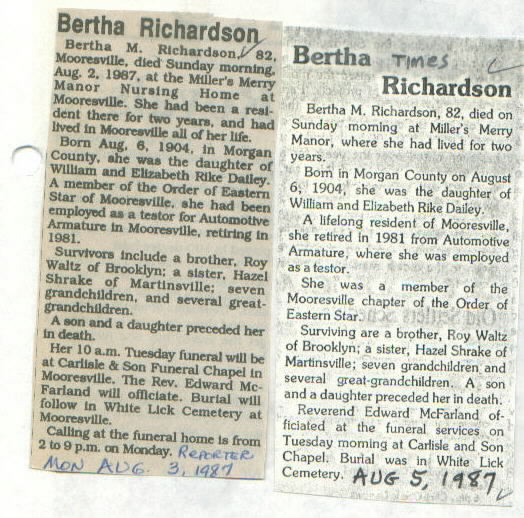 Bertha Richardson
Bertha M. Richardson, 82,
Mooresville, died Sunday morning,
Aug. 2, 1987, at the Miller's Merry
Manor Nursing Home at
Mooresville. She had been a resi-
dent there for two years, and had
lived in Mooresville all of her life.
Born Aug, 6, 1904, in Morgan
County, she was the daughter of
William and Elizabeth Rike Dailey.
A member of the Order of Eastern
Star of Mooresville, she had been
employed as a testor for Automotive
Armature in Mooresville, retiring in
1981.
Survivors include a brother, Roy
Waltz of Brooklyn; a sister, Hazel
Shrake of Martinsville; seven
grandchildren, and several great-
grandchildren.
A son and a daughter preceded her
in death.
Her 10 a.m. Tuesday funeral will be
at Carlisle & Son Funeral Chapel in
Mooresville. The Rev. Edward Mc-
Farland will officiate. Burial will
follow in White Lick Cemetery at
Mooresville.
Calling at the funeral home is from
2 to 9 p.m. on Monday. REPORTER
MON AUG. 3, 1987
Bertha TIMES
Richardson
Bertha M. Richardson, 82, died on
Sunday morning at Miller's Merry
Manor, where she had lived for two
years.
Born in Morgan County on August
6, 1904, she was the daughter of
William and Elizabeth Rike Dailey.
A lifelong resident of Mooresville,
she retired in 1981 from Automotive
Armature, where she was employed
as a testor.
She was a member of the
Mooresville chapter of the Order of
Eastern Star.
Surviving are a brother, Roy Waltz
of Brooklyn; a sister, Hazel Shrake of
Martinsville; seven grandchildren and
several great-grandchildren. A son
and a daughter preceded her in death.
Reverend Edward McFarland of-
ficiated at the funeral services on
Tuesday morning at Carlisle and Son
Chapel. Burial was in White Lick
Cemetery. AUG 5, 1987